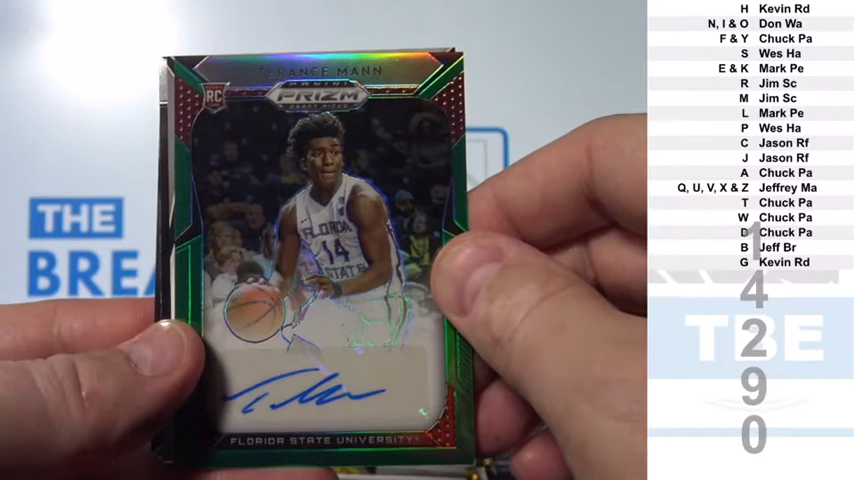 TERANCE MANN
RC
PANINI
PRIZM
DRAFT PICKS
FLORIDA
14
STATE
FLORIDA STATE UNIVERSITY
THE
BREA
H Kevin Rd
N, I & O Don Wa
F & Y Chuck Pa
S Wes Ha
E & K Mark Pe
R Jim Sc
M Jim Sc
L Mark Pe
P Wes Ha
C Jason Rf
J Jason Rf
A Chuck Pa
Q, U, V, X & Z Jeffrey Ma
T Chuck Pa
W Chuck Pa
D Chuck Pa
B Jeff Br
G Kevin Rd
1
4
2
9
0
TBE